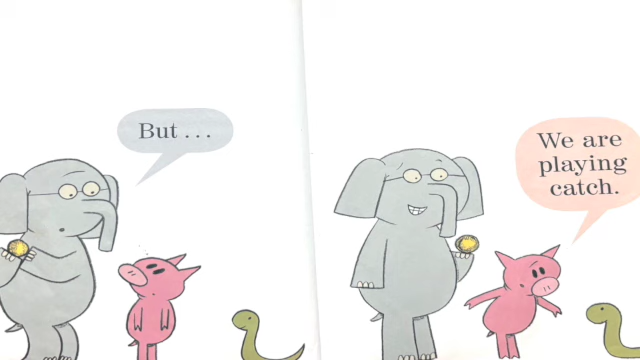 But . . .
We are
playing
catch.